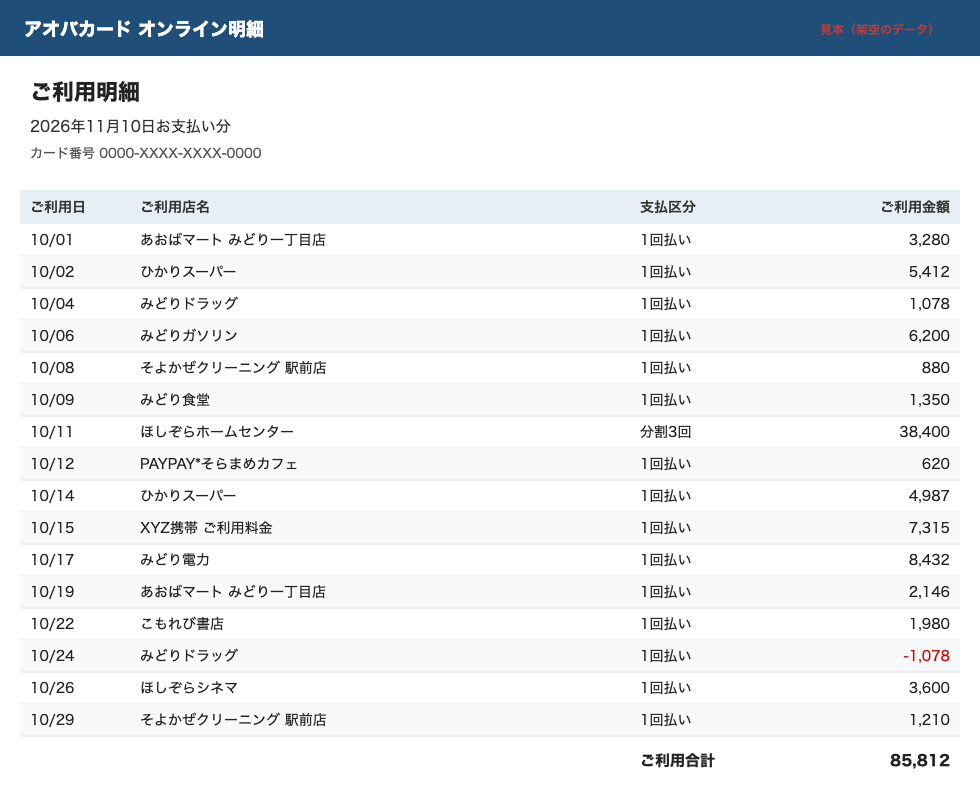 アオバカード オンライン明細 見本（架空のデータ）
ご利用明細
2026年11月10日お支払い分
カード番号 0000-XXXX-XXXX-0000
ご利用日 ご利用店名 支払区分 ご利用金額
10/01 あおばマート みどり一丁目店 1回払い 3,280
10/02 ひかりスーパー 1回払い 5,412
10/04 みどりドラッグ 1回払い 1,078
10/06 みどりガソリン 1回払い 6,200
10/08 そよかぜクリーニング 駅前店 1回払い 880
10/09 みどり食堂 1回払い 1,350
10/11 ほしぞらホームセンター 分割3回 38,400
10/12 PAYPAY*そらまめカフェ 1回払い 620
10/14 ひかりスーパー 1回払い 4,987
10/15 XYZ携帯 ご利用料金 1回払い 7,315
10/17 みどり電力 1回払い 8,432
10/19 あおばマート みどり一丁目店 1回払い 2,146
10/22 こもれび書店 1回払い 1,980
10/24 みどりドラッグ 1回払い -1,078
10/26 ほしぞらシネマ 1回払い 3,600
10/29 そよかぜクリーニング 駅前店 1回払い 1,210
ご利用合計 85,812